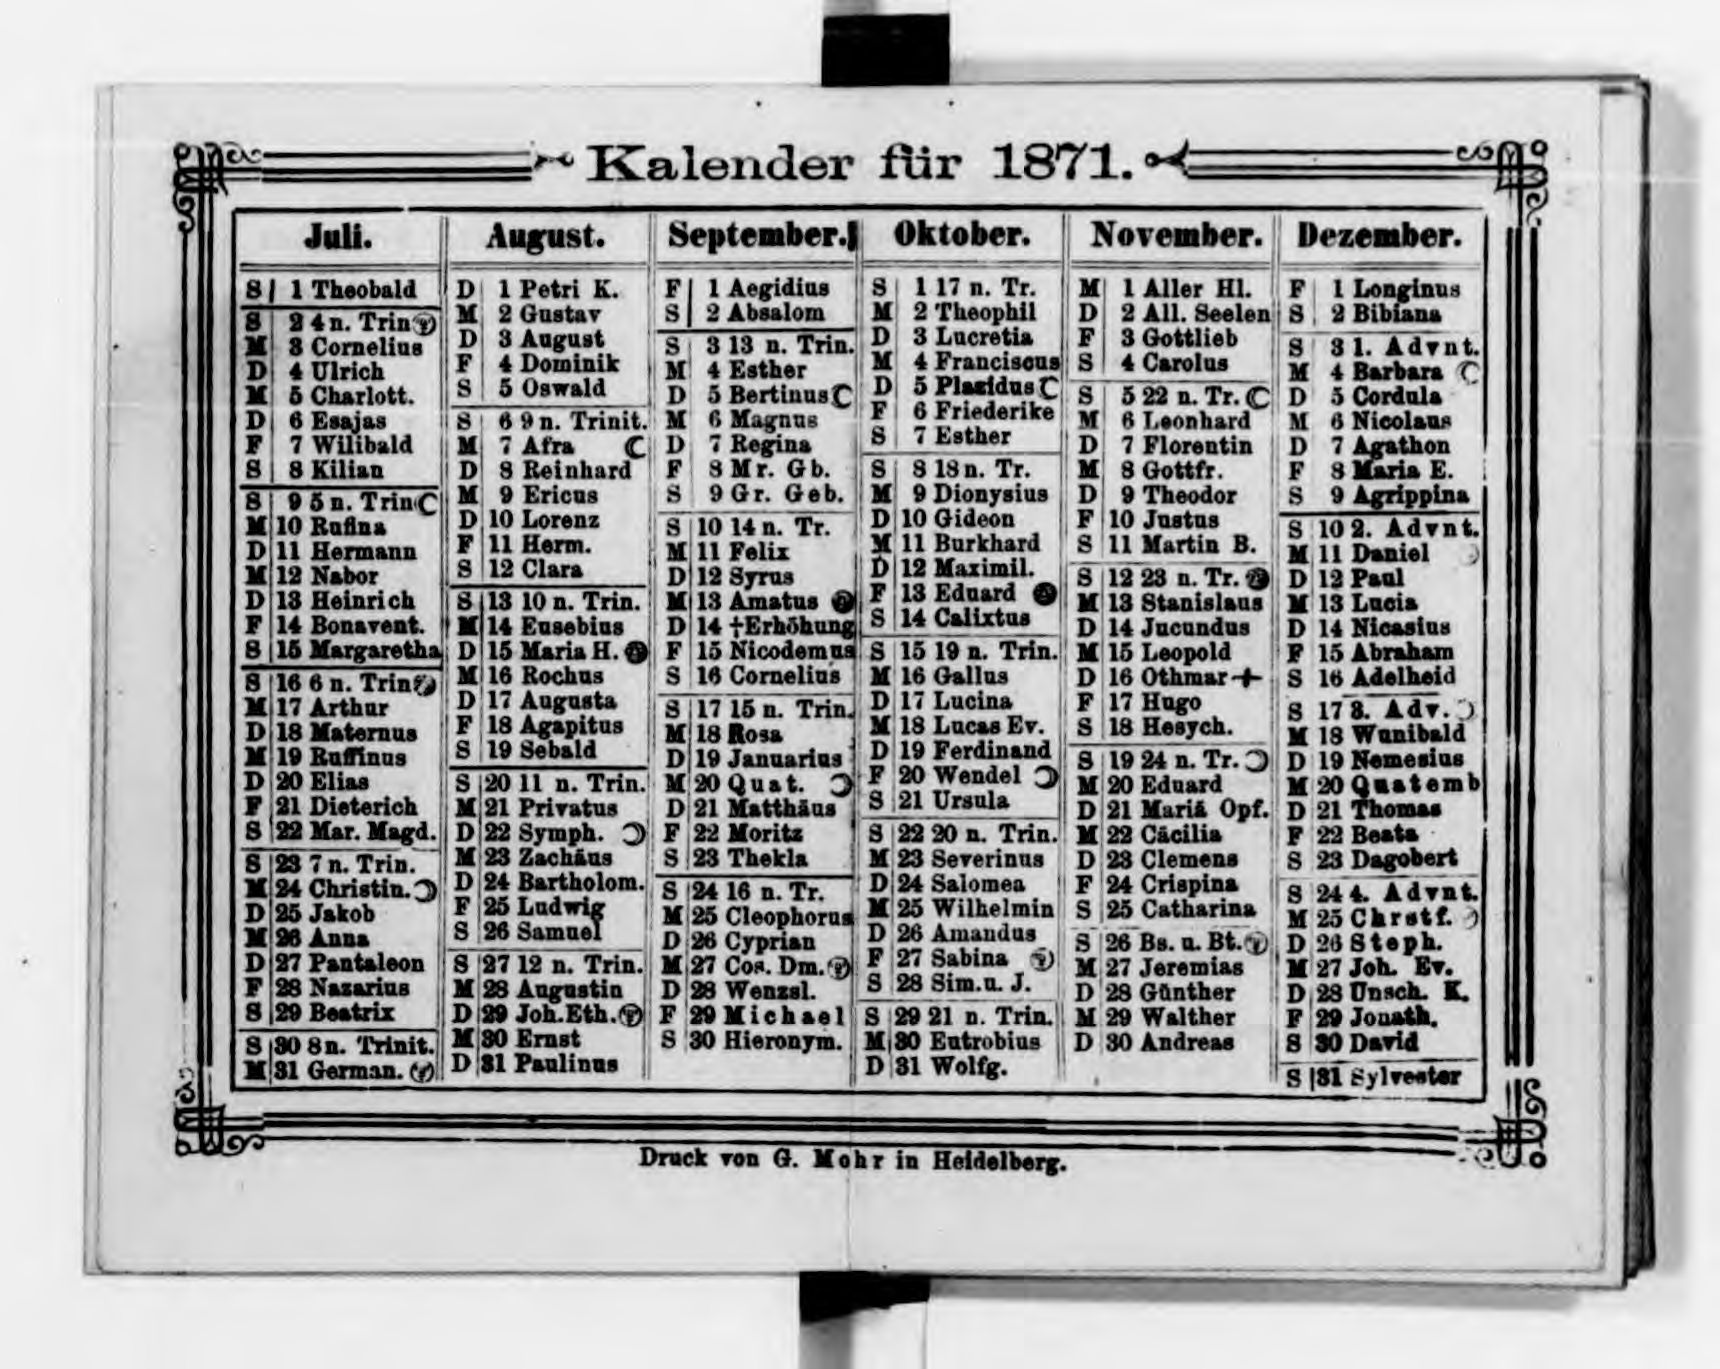 Kalender für 1871.
Juli.
S 1 Theobald
S 2 4 n. Trin
M 3 Cornelius
D 4 Ulrich
M 5 Charlott.
D 6 Esajas
F 7 Wilibald
S 8 Kilian
S 9 5 n. Trin
M 10 Rufina
D 11 Hermann
M 12 Nabor
D 13 Heinrich
F 14 Bonavent.
S 15 Margaretha
S 16 6 n. Trin
M 17 Arthur
D 18 Maternus
M 19 Ruffinus
D 20 Elias
F 21 Dieterich
S 22 Mar. Magd.
S 23 7 n. Trin.
M 24 Christin.
D 25 Jakob
M 26 Anna
D 27 Pantaleon
F 28 Nazarius
S 29 Beatrix
S 30 8 n. Trinit.
M 31 German.
August.
D 1 Petri K.
M 2 Gustav
D 3 August
F 4 Dominik
S 5 Oswald
S 6 9 n. Trinit.
M 7 Afra
D 8 Reinhard
M 9 Ericus
D 10 Lorenz
F 11 Herm.
S 12 Clara
S 13 10 n. Trin.
M 14 Eusebius
D 15 Maria H.
M 16 Rochus
D 17 Augusta
F 18 Agapitus
S 19 Sebald
S 20 11 n. Trin.
M 21 Privatus
D 22 Symph.
M 23 Zachäus
D 24 Bartholom.
F 25 Ludwig
S 26 Samuel
S 27 12 n. Trin.
M 28 Augustin
D 29 Joh.Eth.
M 30 Ernst
D 31 Paulinus
September.
F 1 Aegidius
S 2 Absalom
S 3 13 n. Trin.
M 4 Esther
D 5 Bertinus
M 6 Magnus
D 7 Regina
F 8 Mr. Gb.
S 9 Gr. Geb.
S 10 14 n. Tr.
M 11 Felix
D 12 Syrus
M 13 Amatus
D 14 †Erhöhung
F 15 Nicodemus
S 16 Cornelius
S 17 15 n. Trin.
M 18 Rosa
D 19 Januarius
M 20 Quat.
D 21 Matthäus
F 22 Moritz
S 23 Thekla
S 24 16 n. Tr.
M 25 Cleophorus
D 26 Cyprian
M 27 Cos. Dm.
D 28 Wenzsl.
F 29 Michael
S 30 Hieronym.
Oktober.
S 1 17 n. Tr.
M 2 Theophil
D 3 Lucretia
M 4 Franciscus
D 5 Plazidus
F 6 Friederike
S 7 Esther
S 8 18 n. Tr.
M 9 Dionysius
D 10 Gideon
M 11 Burkhard
D 12 Maximil.
F 13 Eduard
S 14 Calixtus
S 15 19 n. Trin.
M 16 Gallus
D 17 Lucina
M 18 Lucas Ev.
D 19 Ferdinand
F 20 Wendel
S 21 Ursula
S 22 20 n. Trin.
M 23 Severinus
D 24 Salomea
M 25 Wilhelmin
D 26 Amandus
F 27 Sabina
S 28 Sim.u. J.
S 29 21 n. Trin.
M 30 Eutrobius
D 31 Wolfg.
November.
M 1 Aller Hl.
D 2 All. Seelen
F 3 Gottlieb
S 4 Carolus
S 5 22 n. Tr.
M 6 Leonhard
D 7 Florentin
M 8 Gottfr.
D 9 Theodor
F 10 Justus
S 11 Martin B.
S 12 23 n. Tr.
M 13 Stanislaus
D 14 Jucundus
M 15 Leopold
D 16 Othmar
F 17 Hugo
S 18 Hesych.
S 19 24 n. Tr.
M 20 Eduard
D 21 Mariä Opf.
M 22 Cäcilia
D 23 Clemens
F 24 Crispina
S 25 Catharina
S 26 Bs. u. Bt.
M 27 Jeremias
D 28 Günther
M 29 Walther
D 30 Andreas
Dezember.
F 1 Longinus
S 2 Bibiana
S 3 1. Advnt.
M 4 Barbara
D 5 Cordula
M 6 Nicolaus
D 7 Agathon
F 8 Maria E.
S 9 Agrippina
S 10 2. Advnt.
M 11 Daniel
D 12 Paul
M 13 Lucia
D 14 Nicasius
F 15 Abraham
S 16 Adelheid
S 17 3. Adv.
M 18 Wunibald
D 19 Nemesius
M 20 Quatemb
D 21 Thomas
F 22 Beata
S 23 Dagobert
S 24 4. Advnt.
M 25 Chrstf.
D 26 Steph.
M 27 Joh. Ev.
D 28 Unsch. K.
F 29 Jonath.
S 30 David
S 31 Sylvester
Druck von G. Mohr in Heidelberg.